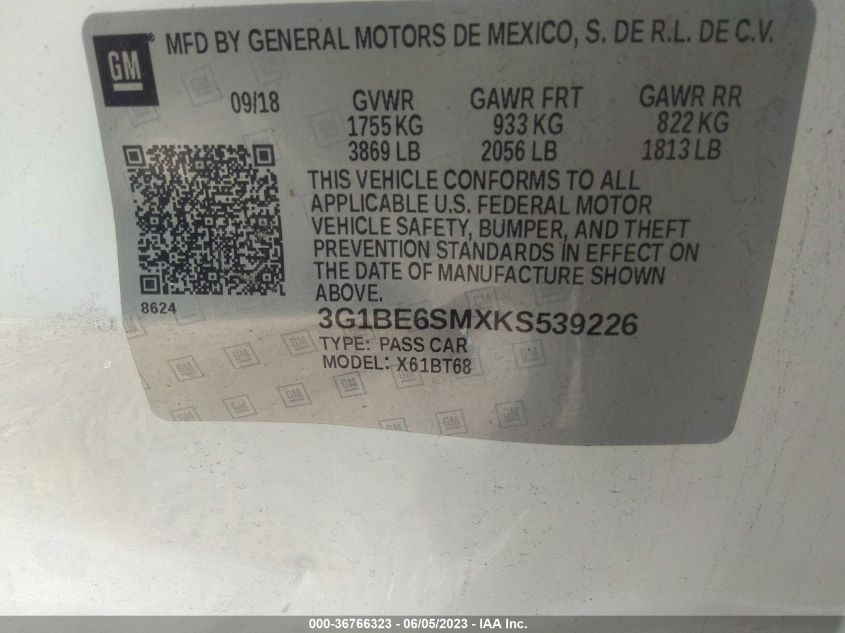 GM
MFD BY GENERAL MOTORS DE MEXICO, S. DE R.L. DE C.V.
09/18 GVWR GAWR FRT GAWR RR
1755 KG 933 KG 822 KG
3869 LB 2056 LB 1813 LB
THIS VEHICLE CONFORMS TO ALL
APPLICABLE U.S. FEDERAL MOTOR
VEHICLE SAFETY, BUMPER, AND THEFT
PREVENTION STANDARDS IN EFFECT ON
THE DATE OF MANUFACTURE SHOWN
ABOVE.
8624
3G1BE6SMXKS539226
TYPE: PASS CAR
MODEL: X61BT68
000-36766323 - 06/05/2023 - IAAI.COM